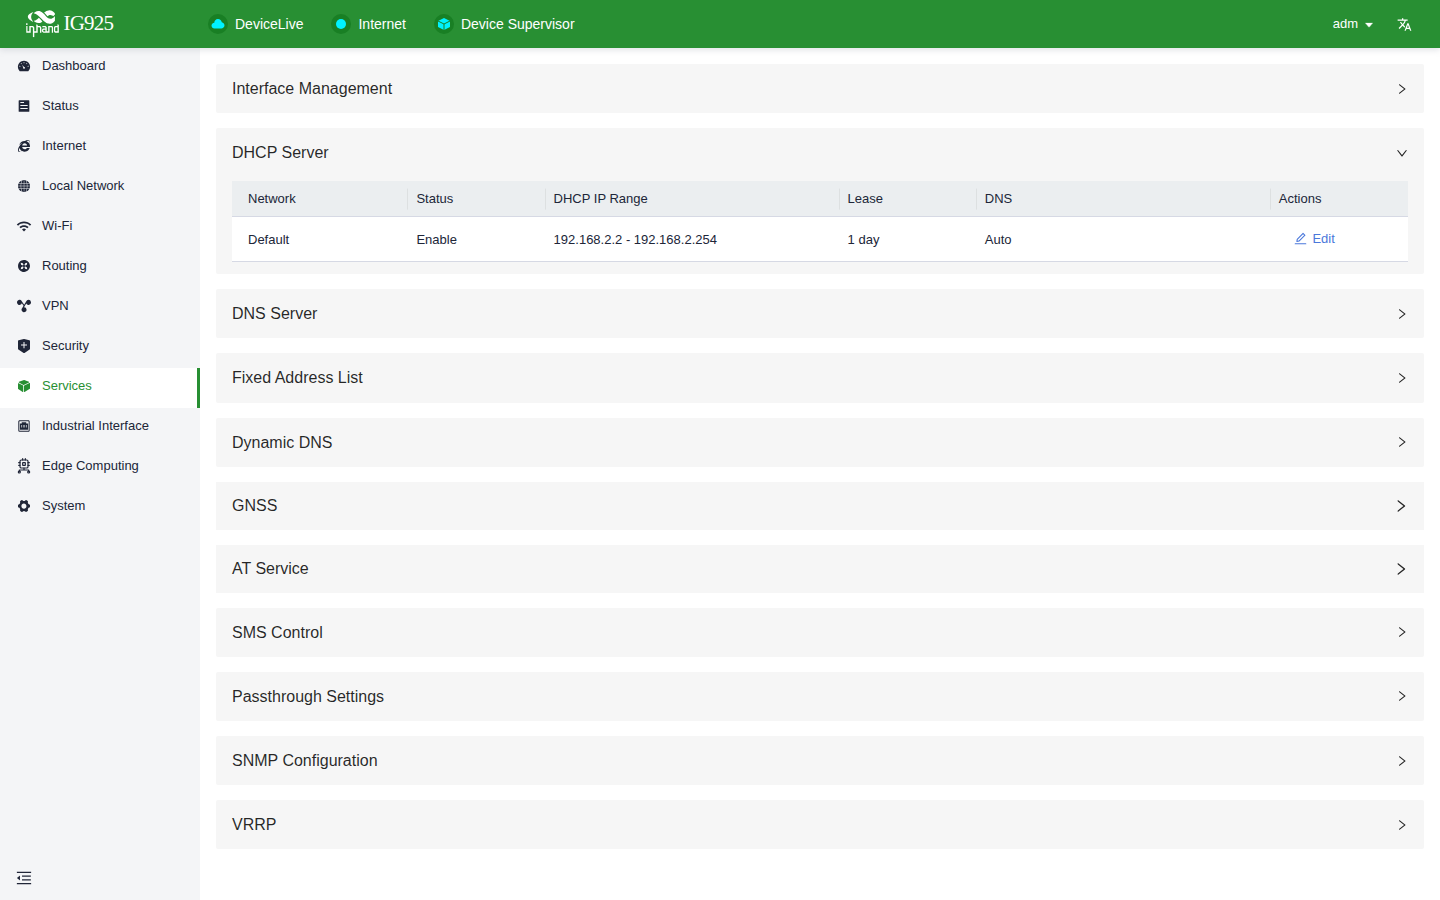 inhand IG925
DeviceLive Internet Device Supervisor adm
Dashboard
Status
Internet
Local Network
Wi-Fi
Routing
VPN
Security
Services
Industrial Interface
Edge Computing
System
Interface Management
DHCP Server
Network Status DHCP IP Range Lease DNS Actions
Default Enable 192.168.2.2 - 192.168.2.254 1 day Auto Edit
DNS Server
Fixed Address List
Dynamic DNS
GNSS
AT Service
SMS Control
Passthrough Settings
SNMP Configuration
VRRP